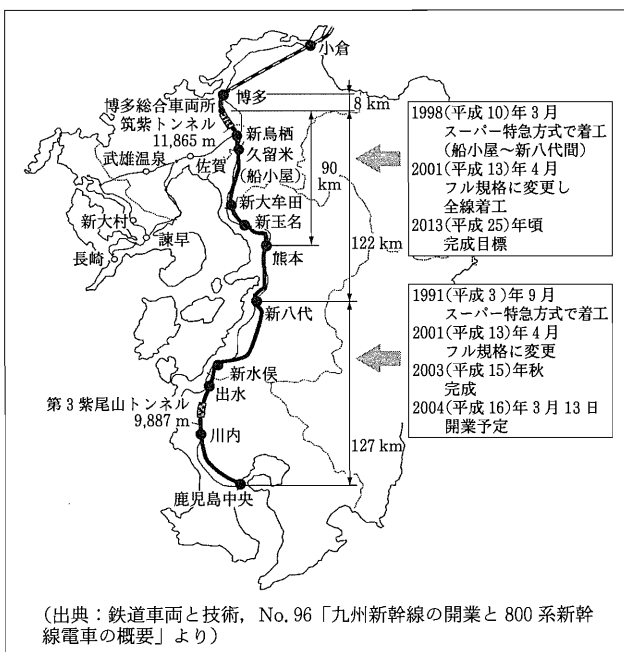 小倉
博多
8 km
博多総合車両所
筑紫トンネル
11,865 m
新鳥栖
久留米
(船小屋)
武雄温泉
佐賀
90
km
新大牟田
新玉名
新大村
諫早
長崎
熊本
122 km
新八代
新水俣
出水
第3紫尾山トンネル
9,887 m
川内
127 km
鹿児島中央
1998(平成10)年3月
スーパー特急方式で着工
(船小屋〜新八代間)
2001(平成13)年4月
フル規格に変更し
全線着工
2013(平成25)年頃
完成目標
1991(平成3)年9月
スーパー特急方式で着工
2001(平成13)年4月
フル規格に変更
2003(平成15)年秋
完成
2004(平成16)年3月13日
開業予定
(出典:鉄道車両と技術, No.96「九州新幹線の開業と800系新幹
線電車の概要」より)